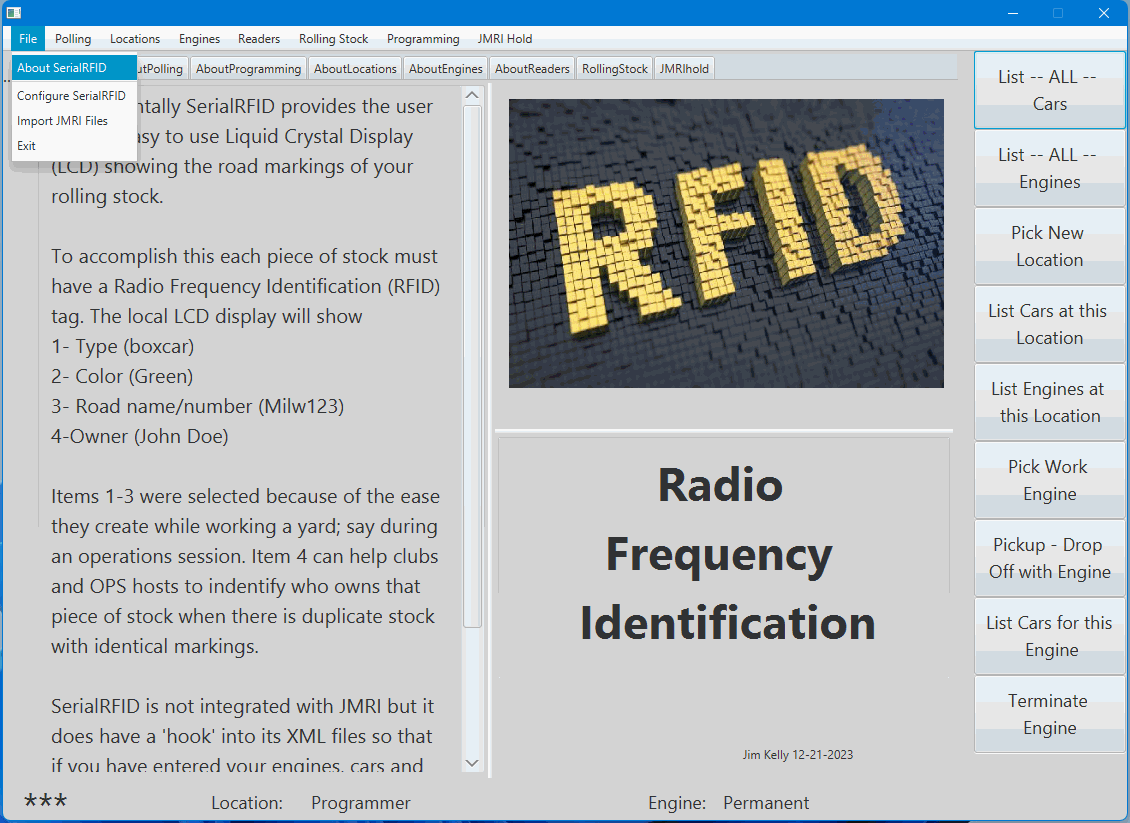 File Polling Locations Engines Readers Rolling Stock Programming JMRI Hold
About SerialRFID
Configure SerialRFID
Import JMRI Files
Exit
AboutProgramming AboutLocations AboutEngines AboutReaders RollingStock JMRIhold
SerialRFID provides the user
to use Liquid Crystal Display
(LCD) showing the road markings of your
rolling stock.
To accomplish this each piece of stock must
have a Radio Frequency Identification (RFID)
tag. The local LCD display will show
1- Type (boxcar)
2- Color (Green)
3- Road name/number (Milw123)
4-Owner (John Doe)
Items 1-3 were selected because of the ease
they create while working a yard; say during
an operations session. Item 4 can help clubs
and OPS hosts to indentify who owns that
piece of stock when there is duplicate stock
with identical markings.
SerialRFID is not integrated with JMRI but it
does have a 'hook' into its XML files so that
if you have entered your engines, cars and
RFID
Radio
Frequency
Identification
Jim Kelly 12-21-2023
List -- ALL --
Cars
List -- ALL --
Engines
Pick New
Location
List Cars at this
Location
List Engines at
this Location
Pick Work
Engine
Pickup - Drop
Off with Engine
List Cars for this
Engine
Terminate
Engine
*** Location: Programmer Engine: Permanent